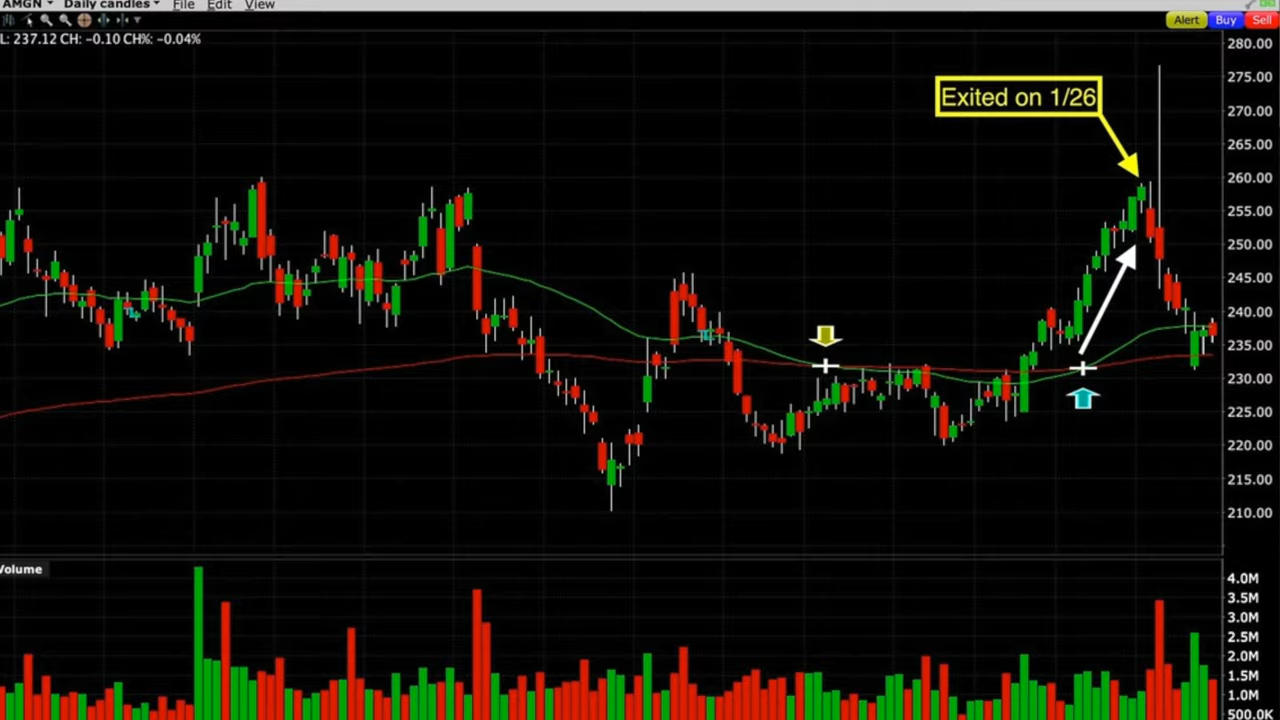 AMGN Daily candles File Edit View
Alert Buy Sell
L: 237.12 CH: −0.10 CH%: −0.04%
280.00
275.00
Exited on 1/26
270.00
265.00
260.00
255.00
250.00
245.00
240.00
235.00
230.00
225.00
220.00
215.00
210.00
Volume
4.0M
3.5M
3.0M
2.5M
2.0M
1.5M
1.0M
500.0K